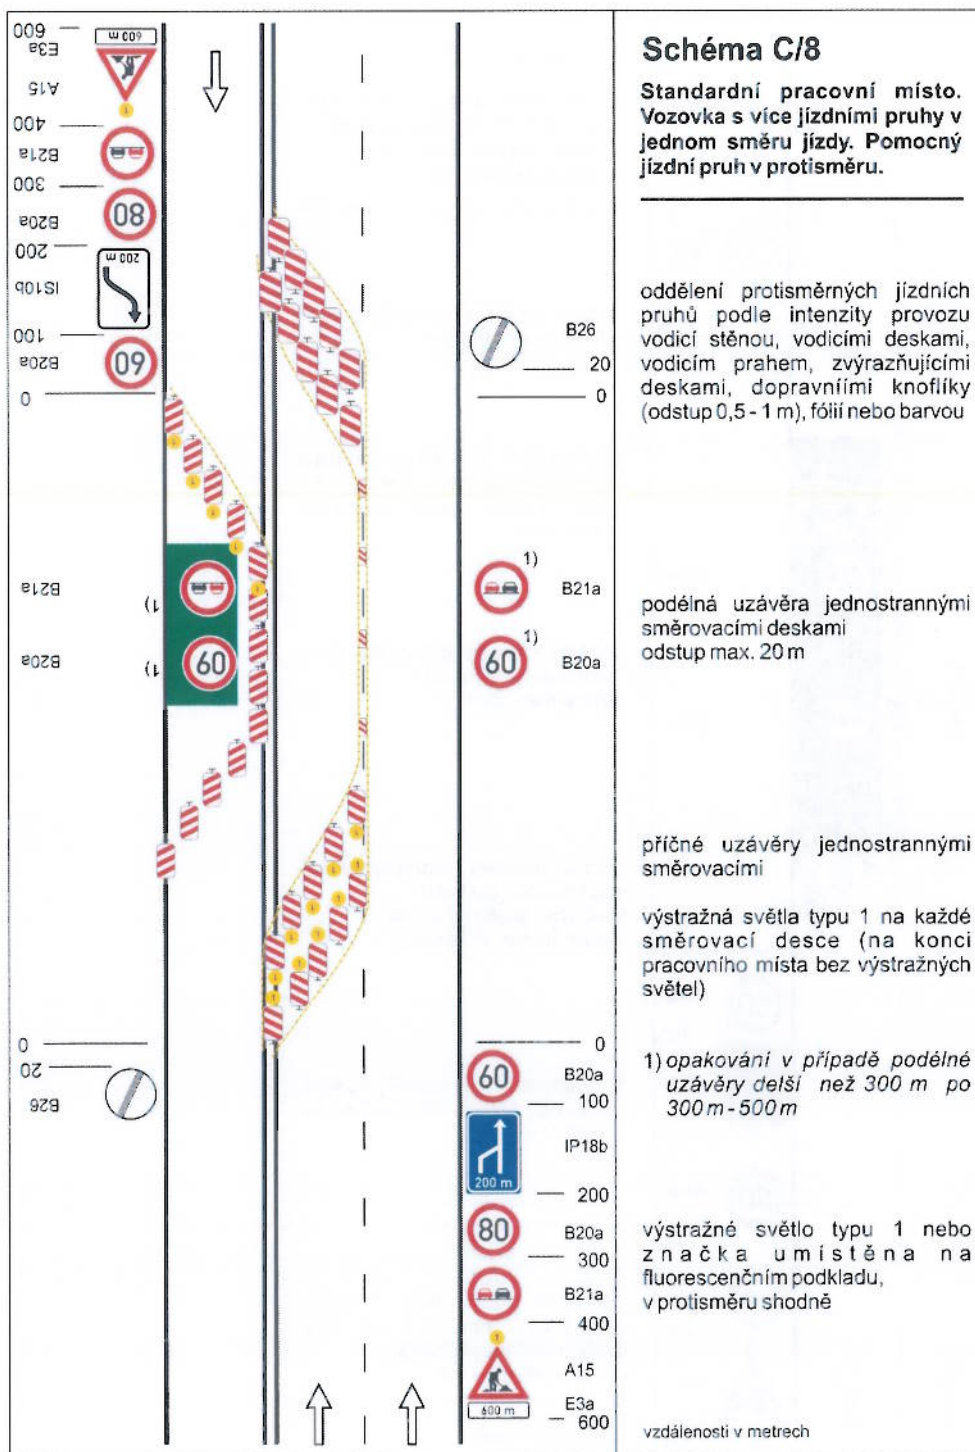 600
E3a
600 m
A15
400
B21a
300
B20a
80
200
IS10b
200 m
100
B20a
60
0
B21a
1)
B20a
1)
60
0
20
B26
B26
20
0
1)
B21a
1)
60
B20a
0
60
B20a
100
IP18b
200 m
200
80
B20a
300
B21a
400
1
A15
E3a
600 m
600
Schéma C/8
Standardní pracovní místo.
Vozovka s více jízdními pruhy v
jednom směru jízdy. Pomocný
jízdní pruh v protisměru.
oddělení protisměrných jízdních
pruhů podle intenzity provozu
vodicí stěnou, vodicími deskami,
vodicím prahem, zvýrazňujícími
deskami, dopravníimi knoflíky
(odstup 0,5 - 1 m), fólií nebo barvou
podélná uzávěra jednostrannými
směrovacími deskami
odstup max. 20 m
příčné uzávěry jednostrannými
směrovacími
výstražná světla typu 1 na každé
směrovací desce (na konci
pracovního místa bez výstražných
světel)
1) opakování v případě podélné
uzávěry delší než 300 m po
300 m - 500 m
výstražné světlo typu 1 nebo
značka umístěna na
fluorescenčním podkladu,
v protisměru shodně
vzdálenosti v metrech